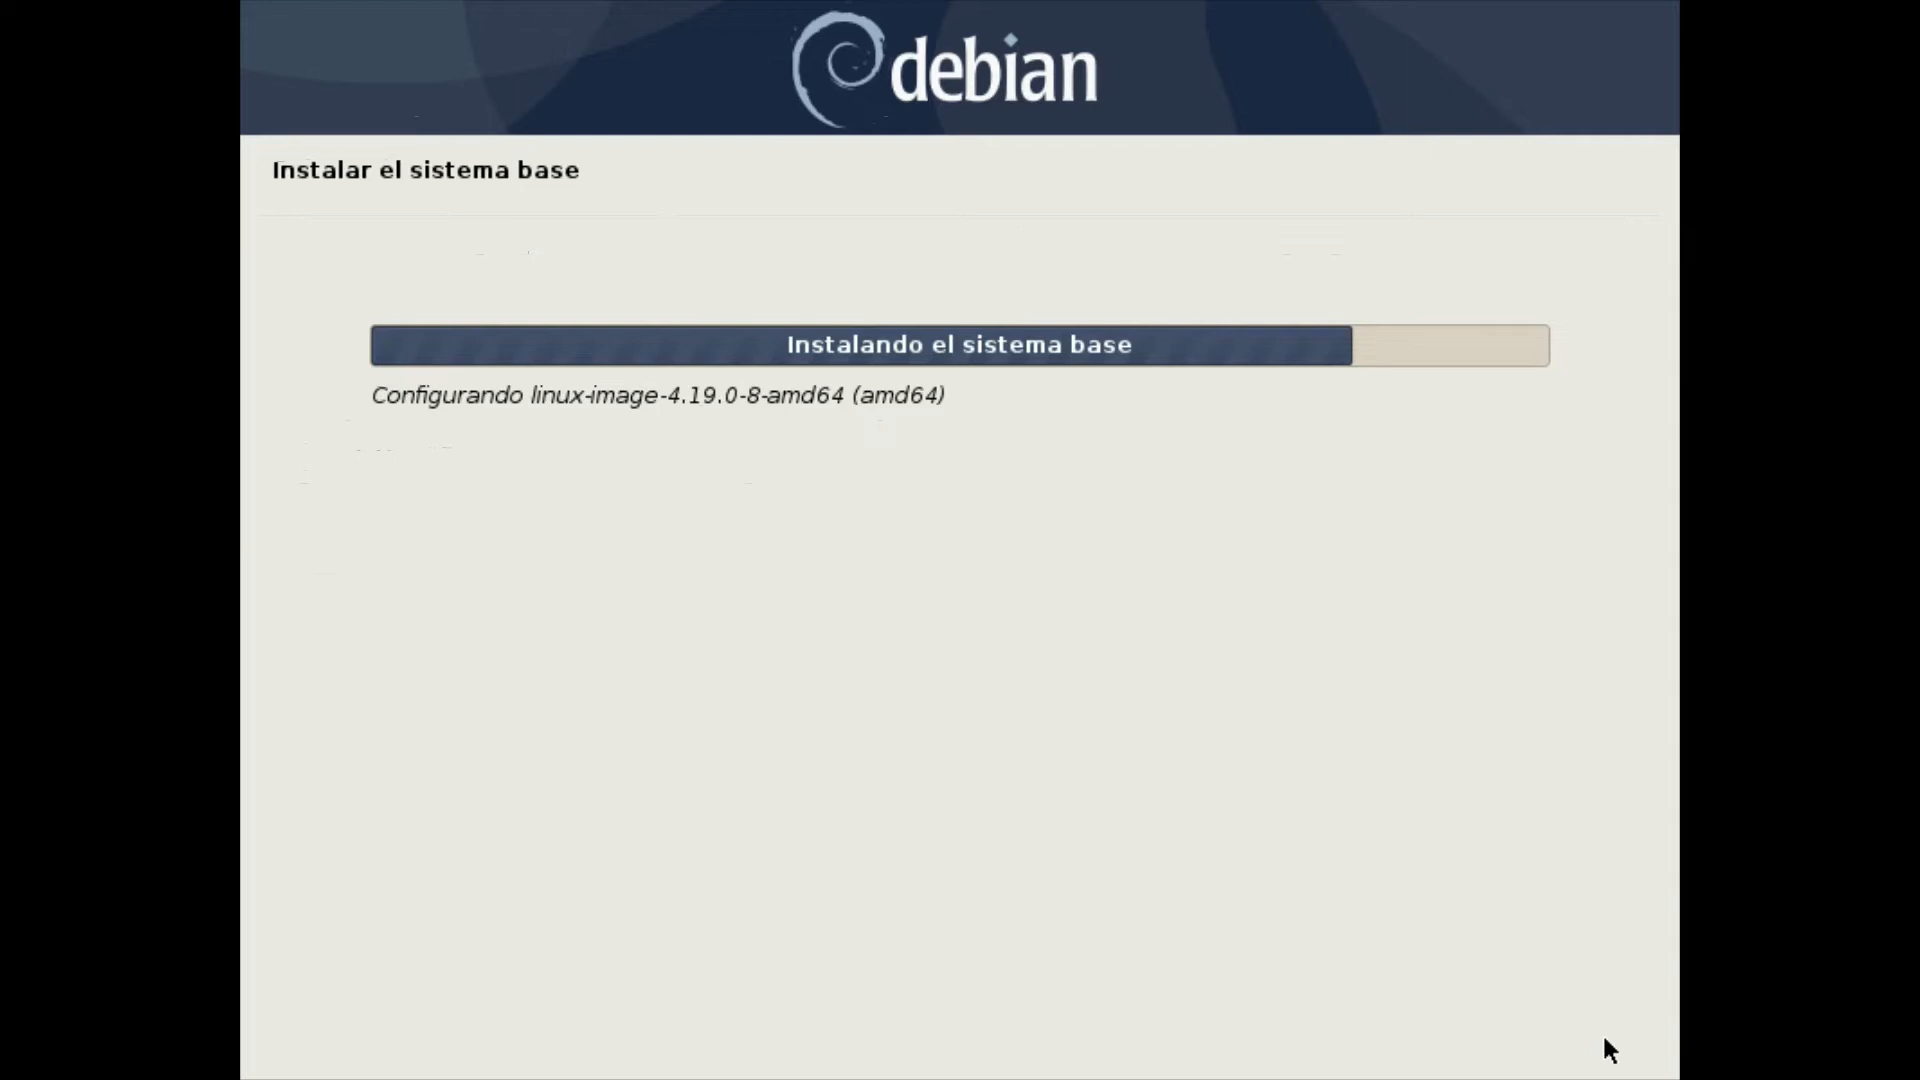 debian
Instalar el sistema base
Instalando el sistema base
Configurando linux-image-4.19.0-8-amd64 (amd64)